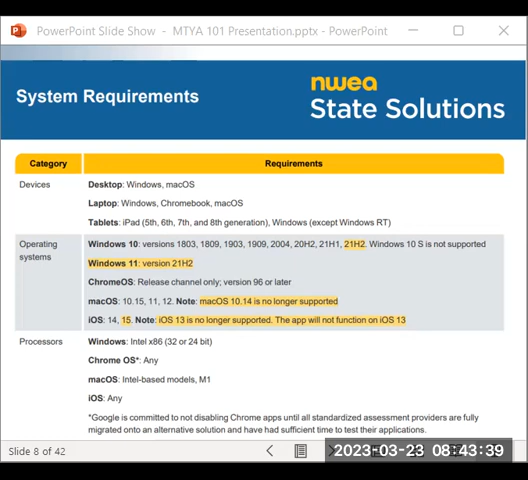 PowerPoint Slide Show - MTYA 101 Presentation.pptx - PowerPoint
System Requirements
nwea
State Solutions
Category Requirements
Devices Desktop: Windows, macOS
Laptop: Windows, Chromebook, macOS
Tablets: iPad (5th, 6th, 7th, and 8th generation), Windows (except Windows RT)
Operating systems Windows 10: versions 1803, 1809, 1903, 1909, 2004, 20H2, 21H1, 21H2. Windows 10 S is not supported
Windows 11: version 21H2
ChromeOS: Release channel only; version 96 or later
macOS: 10.15, 11, 12. Note: macOS 10.14 is no longer supported
iOS: 14, 15. Note: iOS 13 is no longer supported. The app will not function on iOS 13
Processors Windows: Intel x86 (32 or 24 bit)
Chrome OS*: Any
macOS: Intel-based models, M1
iOS: Any
*Google is committed to not disabling Chrome apps until all standardized assessment providers are fully
migrated onto an alternative solution and have had sufficient time to test their applications.
Slide 8 of 42
2023-03-23 08:43:39